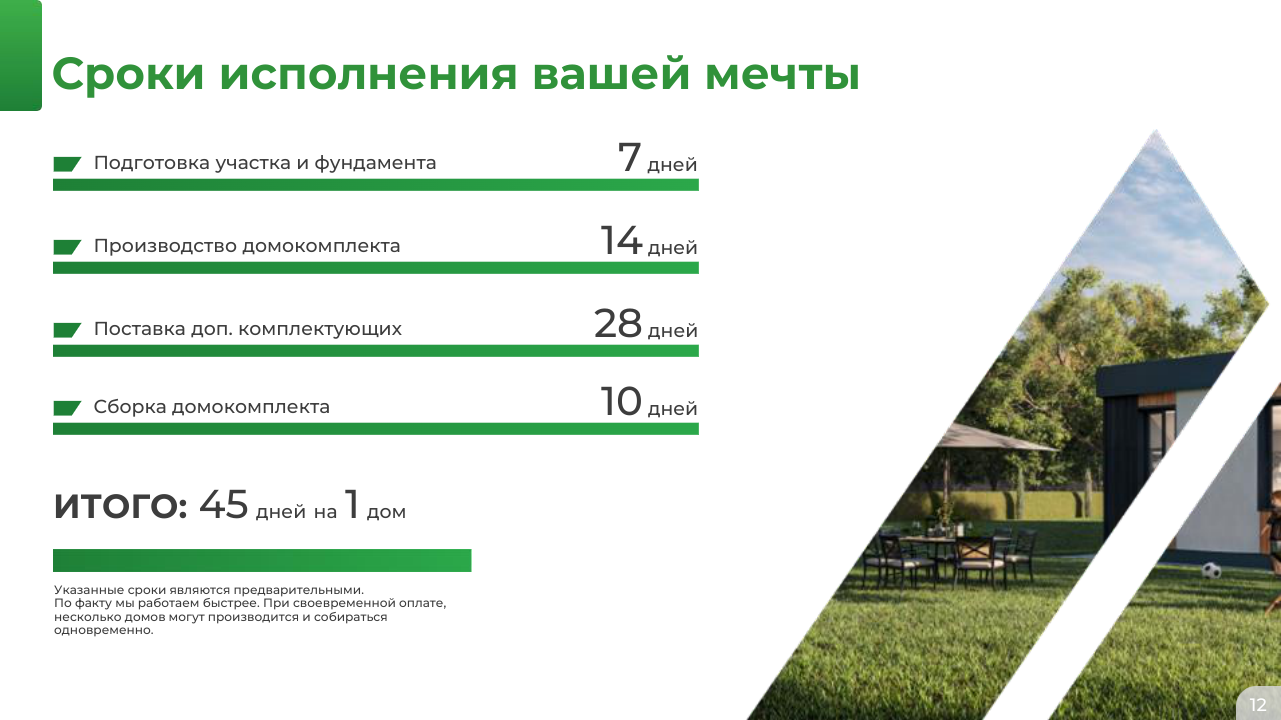 Сроки исполнения вашей мечты
Подготовка участка и фундамента 7 дней
Производство домокомплекта 14 дней
Поставка доп. комплектующих 28 дней
Сборка домокомплекта 10 дней
ИТОГО: 45 дней на 1 дом
Указанные сроки являются предварительными.
По факту мы работаем быстрее. При своевременной оплате,
несколько домов могут производится и собираться
одновременно.
12